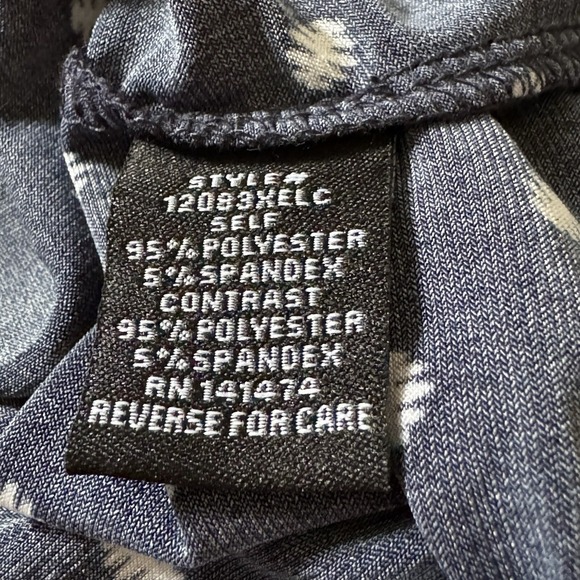 STYLE#
12083XELC
SELF
95%POLYESTER
5%SPANDEX
CONTRAST
95%POLYESTER
5%SPANDEX
RN 141474
REVERSE FOR CARE